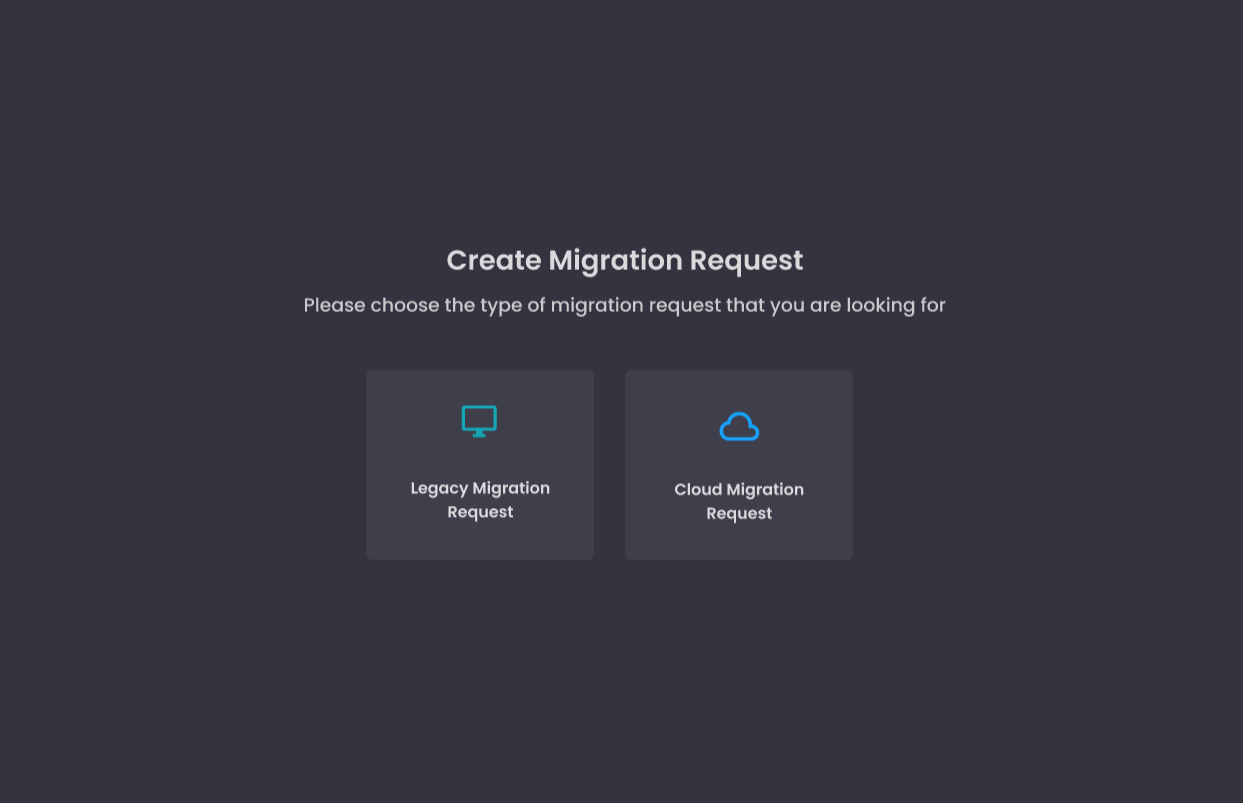 Create Migration Request
Please choose the type of migration request that you are looking for
Legacy Migration
Request
Cloud Migration
Request